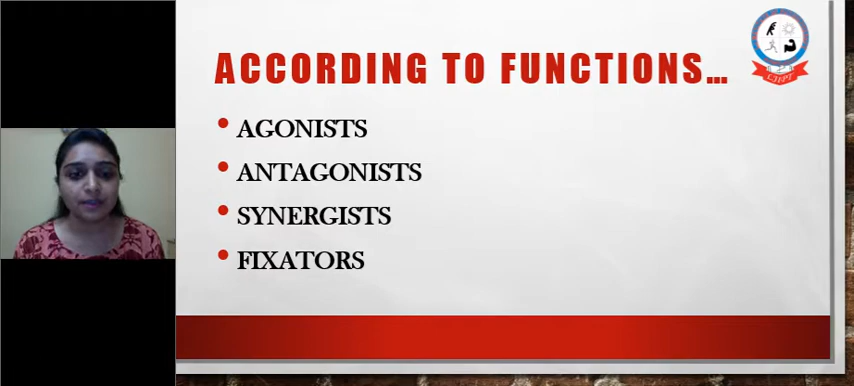 ACCORDING TO FUNCTIONS...
AGONISTS
ANTAGONISTS
SYNERGISTS
FIXATORS